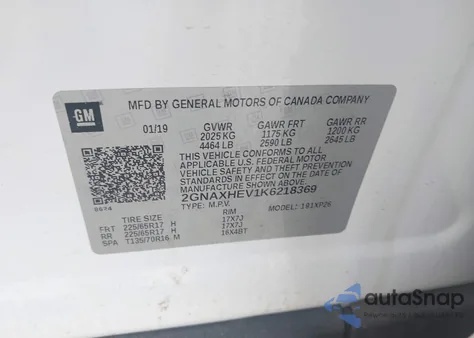 GM
MFD BY GENERAL MOTORS OF CANADA COMPANY
01/19 GVWR GAWR FRT GAWR RR
2025 KG 1175 KG 1200 KG
4464 LB 2590 LB 2645 LB
THIS VEHICLE CONFORMS TO ALL
APPLICABLE U.S. FEDERAL MOTOR
VEHICLE SAFETY AND THEFT
PREVENTION STANDARDS IN EFFECT ON
THE DATE OF MANUFACTURE SHOWN ABOVE.
2GNAXHEV1K6218369
TYPE: M.P.V. MODEL: 1G1XP26
TIRE SIZE RIM
FRT 225/65R17 H 17X7J
RR 225/65R17 H 17X7J
SPA T135/70R16 M 16X4BT
autoSnap